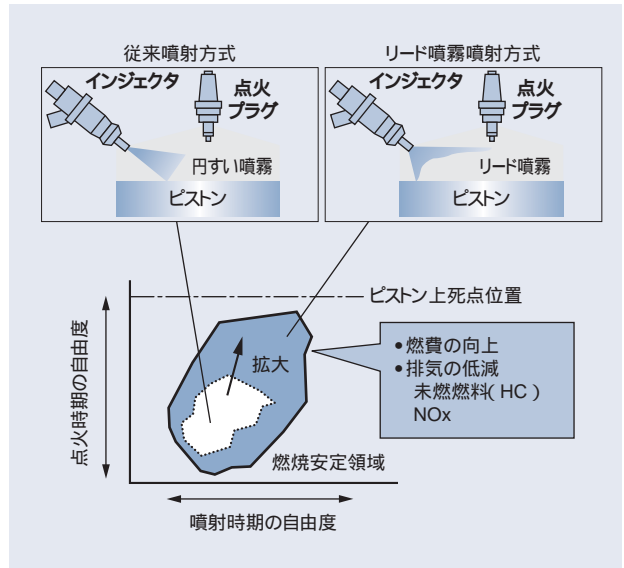 従来噴射方式
インジェクタ
点火
プラグ
円すい噴霧
ピストン
リード噴霧噴射方式
インジェクタ
点火
プラグ
リード噴霧
ピストン
ピストン上死点位置
点火時期の自由度
拡大
燃焼安定領域
噴射時期の自由度
•燃費の向上
•排気の低減
未燃燃料(HC)
NOx